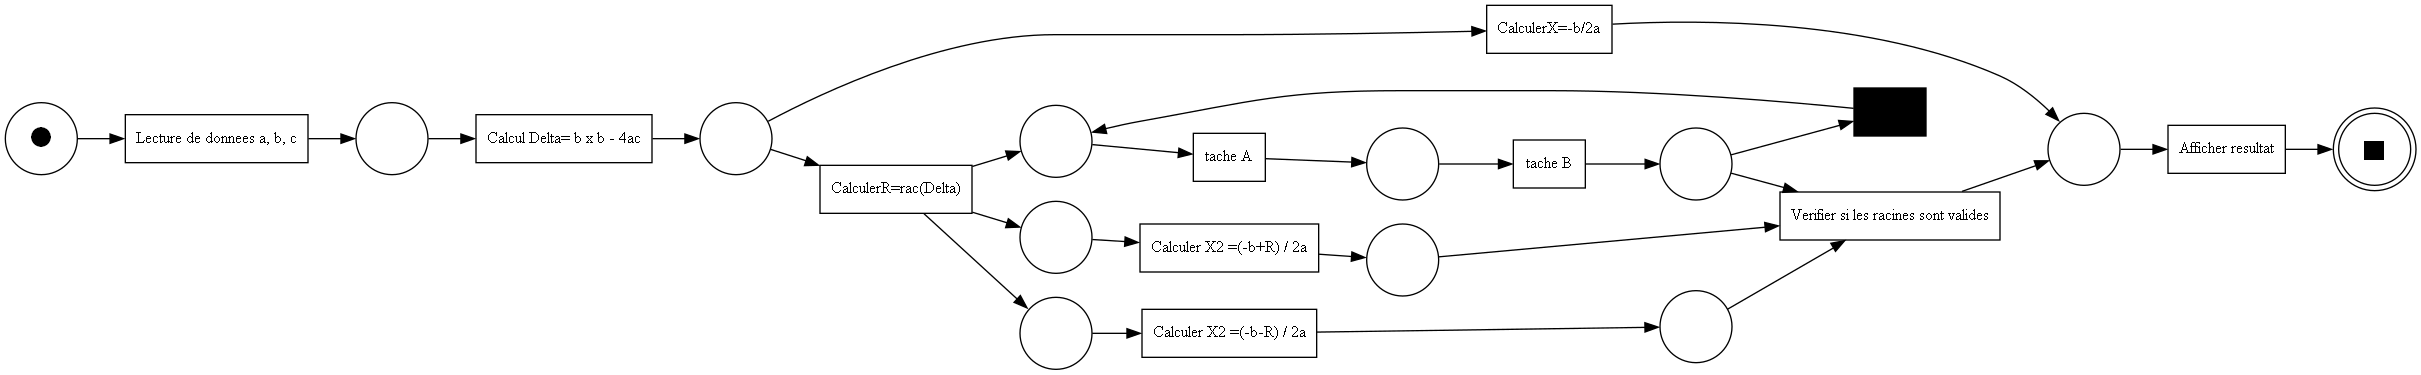 CalculerX=-b/2a
Lecture de donnees a, b, c
Calcul Delta= b x b - 4ac
CalculerR=rac(Delta)
tache A
tache B
Afficher resultat
Verifier si les racines sont valides
Calculer X2 =(-b+R) / 2a
Calculer X2 =(-b-R) / 2a